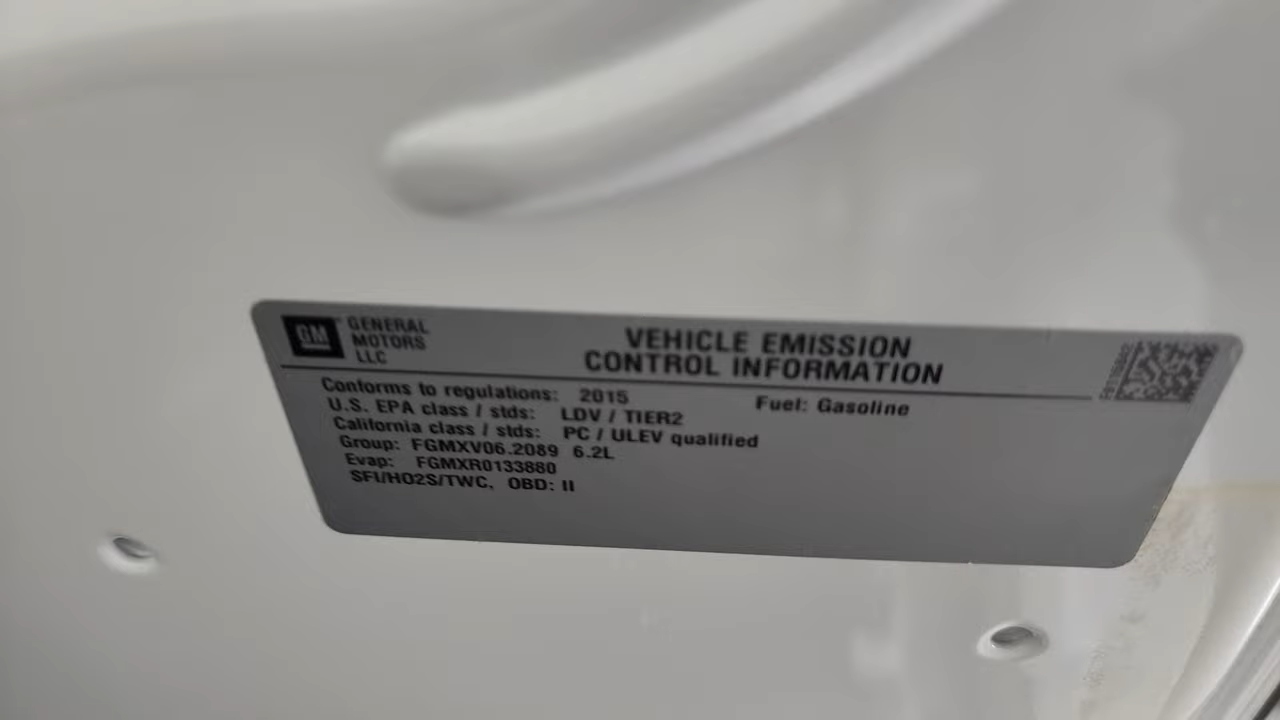 GM GENERAL MOTORS LLC
VEHICLE EMISSION
CONTROL INFORMATION
Conforms to regulations: 2015 Fuel: Gasoline
U.S. EPA class / stds: LDV / TIER2
California class / stds: PC / ULEV qualified
Group: FGMXV06.2089 6.2L
Evap: FGMXR0133880
SFI/HO2S/TWC, OBD: II